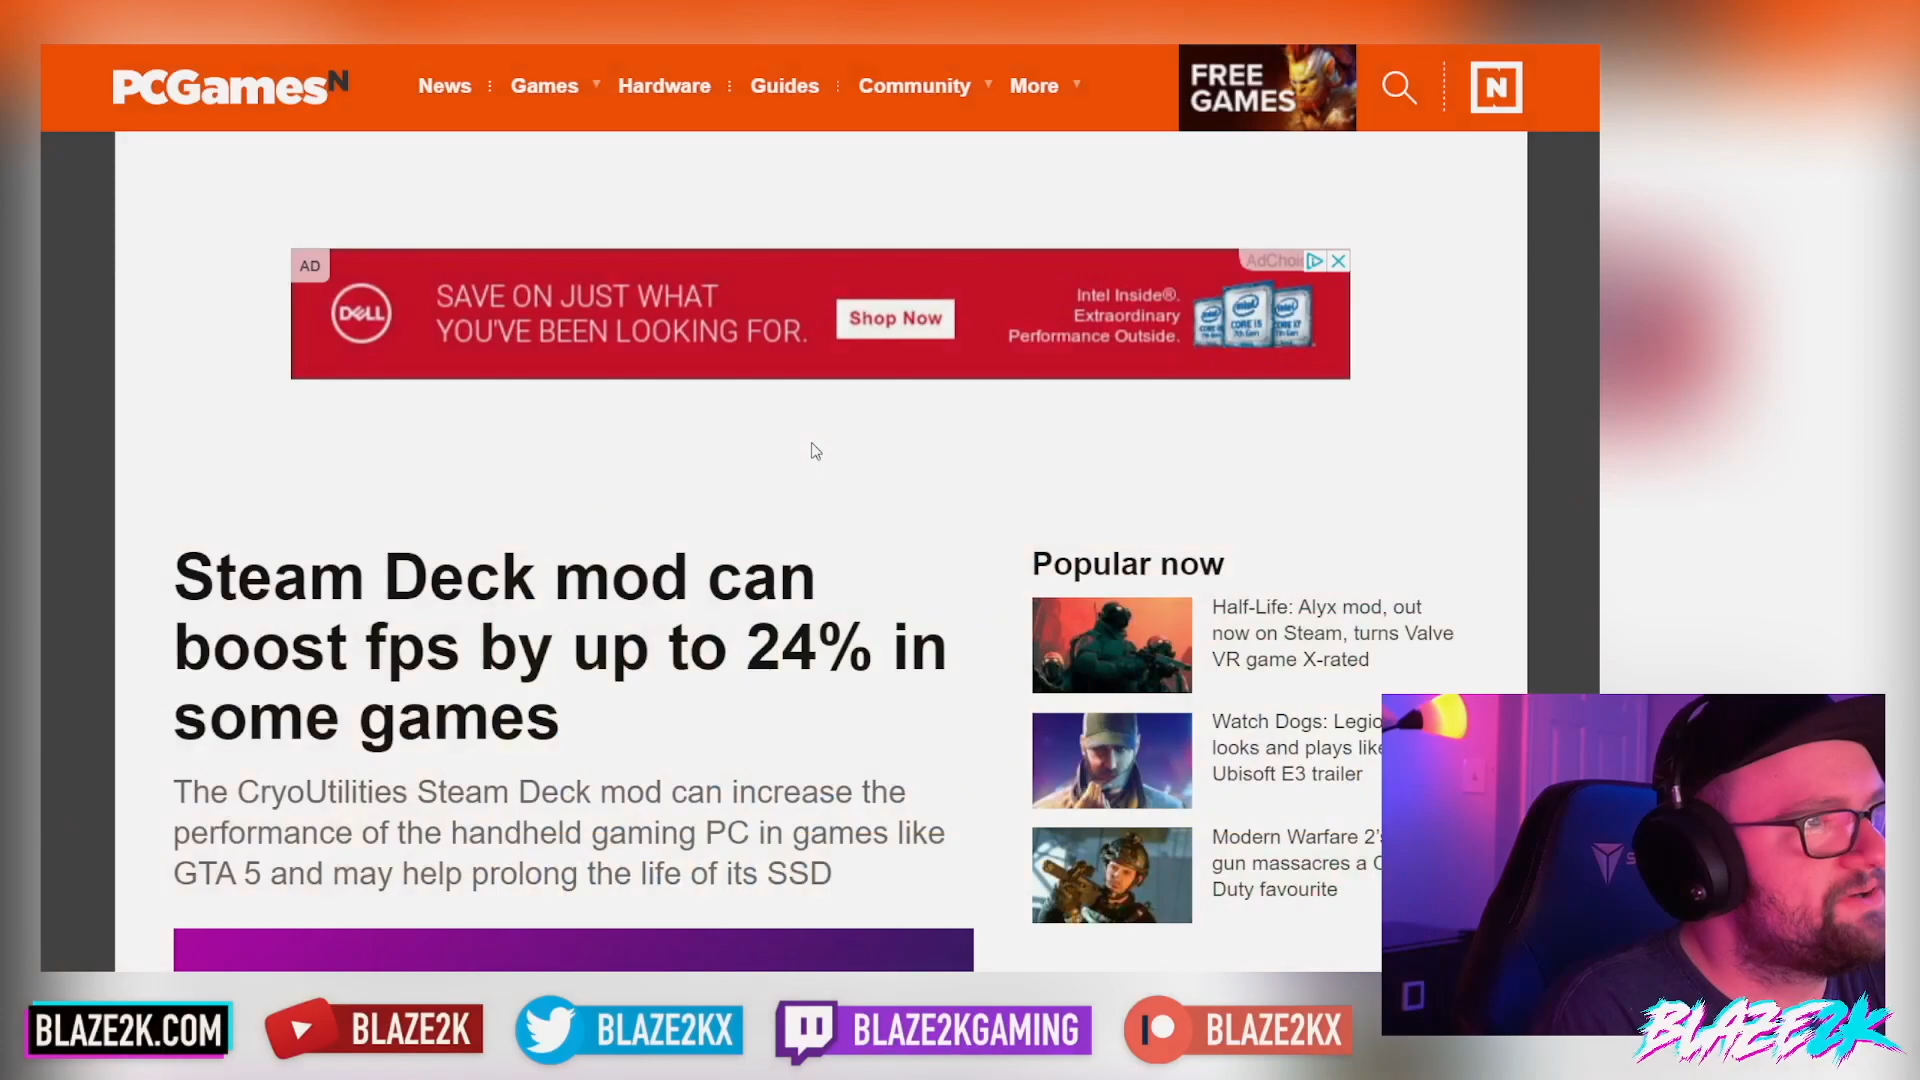 PCGamesN
News
Games
Hardware
Guides
Community
More
FREE
GAMES
N
AD
DELL
SAVE ON JUST WHAT
YOU'VE BEEN LOOKING FOR.
Shop Now
Intel Inside®.
Extraordinary
Performance Outside.
AdChoi
Steam Deck mod can
boost fps by up to 24% in
some games
The CryoUtilities Steam Deck mod can increase the
performance of the handheld gaming PC in games like
GTA 5 and may help prolong the life of its SSD
Popular now
Half-Life: Alyx mod, out
now on Steam, turns Valve
VR game X-rated
Watch Dogs: Legio
looks and plays like
Ubisoft E3 trailer
Modern Warfare 2's
gun massacres a C
Duty favourite
BLAZE2K.COM
BLAZE2K
BLAZE2KX
BLAZE2KGAMING
BLAZE2KX
BLAZE2K